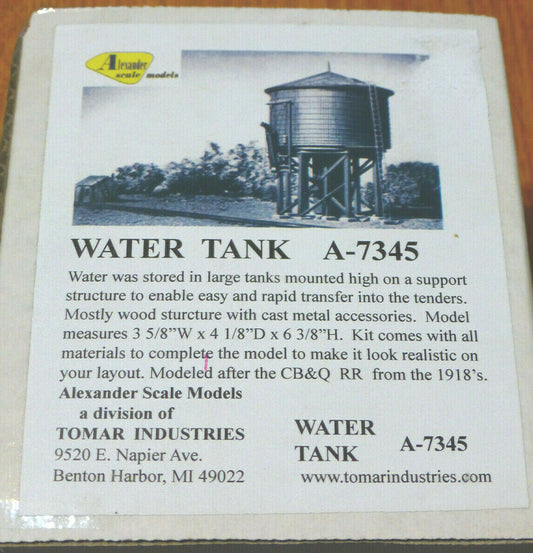 Alexander
scale models
WATER TANK A-7345
Water was stored in large tanks mounted high on a support
structure to enable easy and rapid transfer into the tenders.
Mostly wood sturcture with cast metal accessories. Model
measures 3 5/8”W x 4 1/8”D x 6 3/8”H. Kit comes with all
materials to complete the model to make it look realistic on
your layout. Modeled after the CB&Q RR from the 1918’s.
Alexander Scale Models
a division of
TOMAR INDUSTRIES
9520 E. Napier Ave.
Benton Harbor, MI 49022
WATER
TANK
A-7345
www.tomarindustries.com